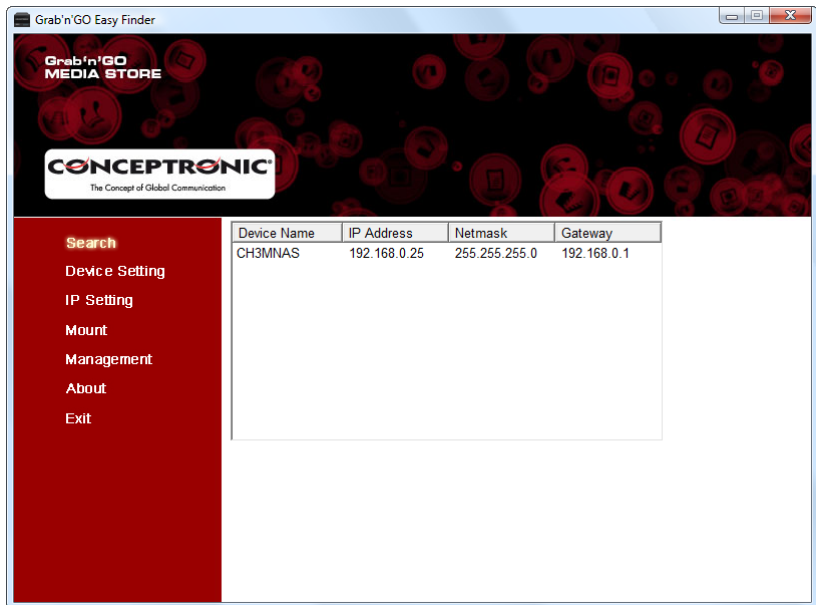 Grab'n'GO Easy Finder
Grab'n'GO
MEDIA STORE
CONCEPTRONIC®
The Concept of Global Communication
Search
Device Setting
IP Setting
Mount
Management
About
Exit
Device Name IP Address Netmask Gateway
CH3MNAS 192.168.0.25 255.255.255.0 192.168.0.1